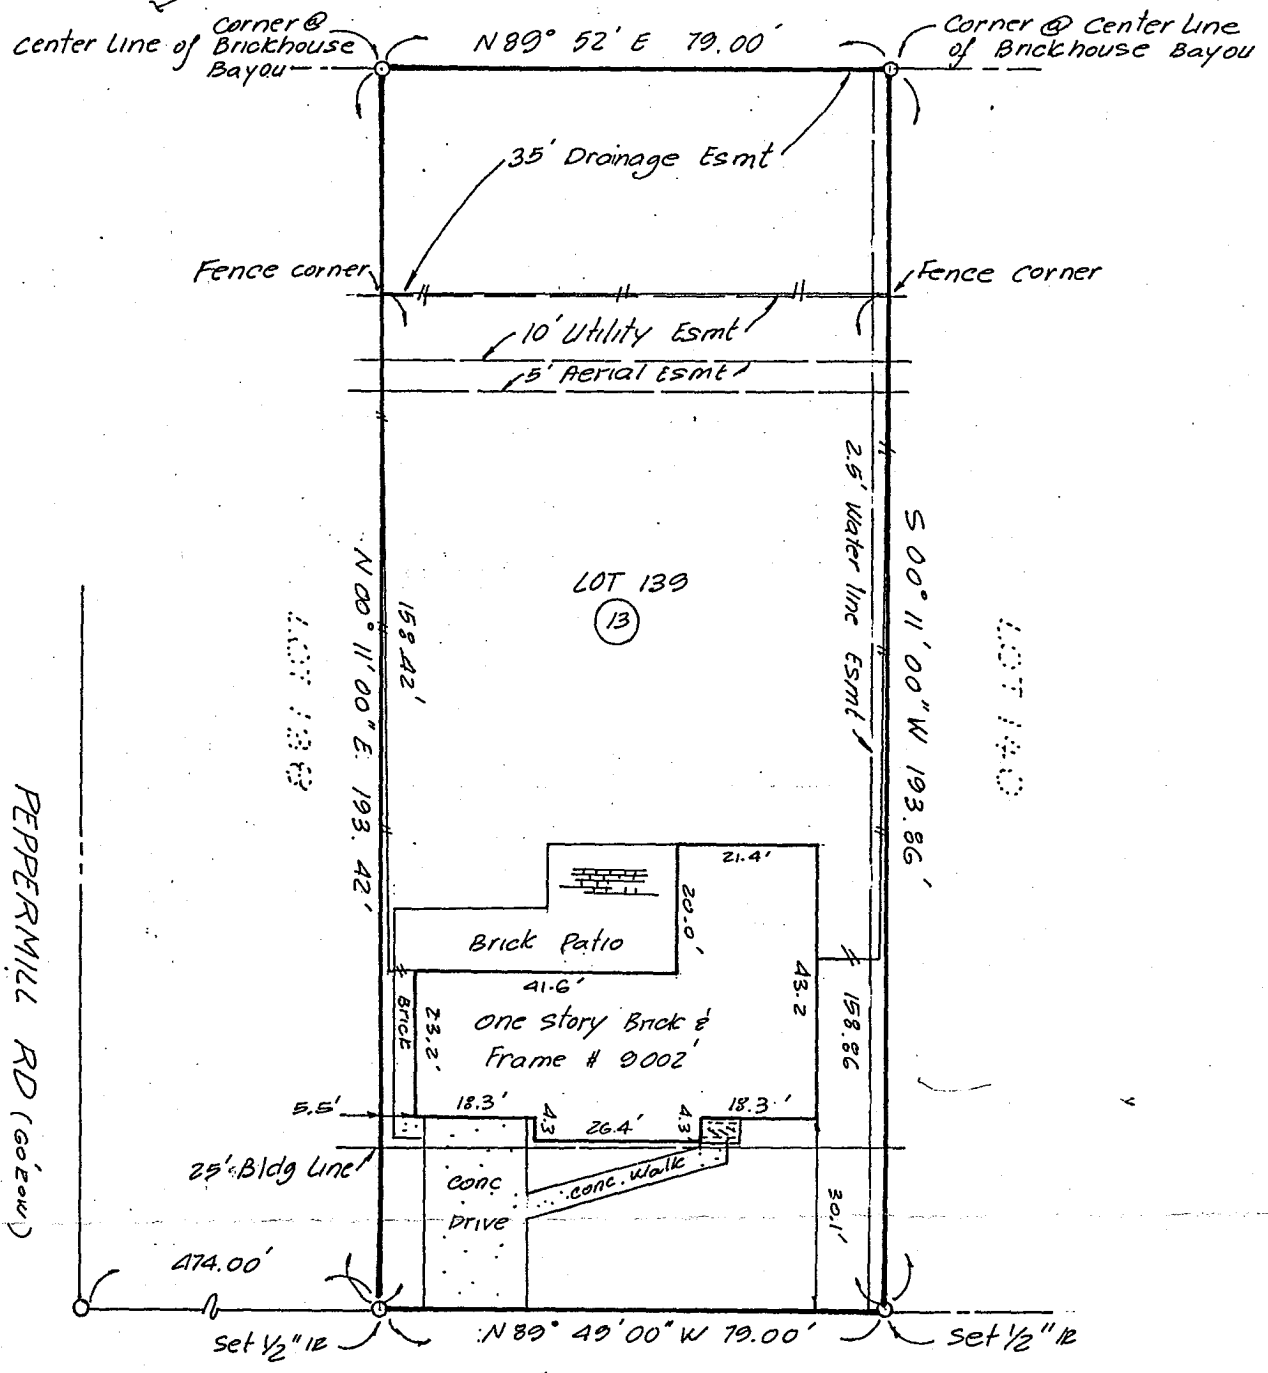 Corner @
Center Line of Brickhouse
Bayou
N 89° 52' E 79.00'
Corner @ Center Line
of Brickhouse Bayou
35' Drainage Esmt
Fence corner
Fence corner
10' Utility Esmt
5' Aerial Esmt
2.5' Water line Esmt
LOT 139
13
LOT 138
N 00° 11' 00" E 193.42'
158.42'
S 00° 11' 00" W 193.86'
LOT 140
PEPPERMILL RD (60' ROW)
21.4'
20.0'
Brick Patio
41.6'
43.2
158.86
Brick
23.2'
One Story Brick &
Frame # 9002
5.5'
18.3'
4.3
26.4'
4.3
18.3'
25' Bldg Line
Conc
Drive
Conc. Walk
30.1'
474.00'
Set 1/2" IR
N 89° 49' 00" W 79.00'
Set 1/2" IR